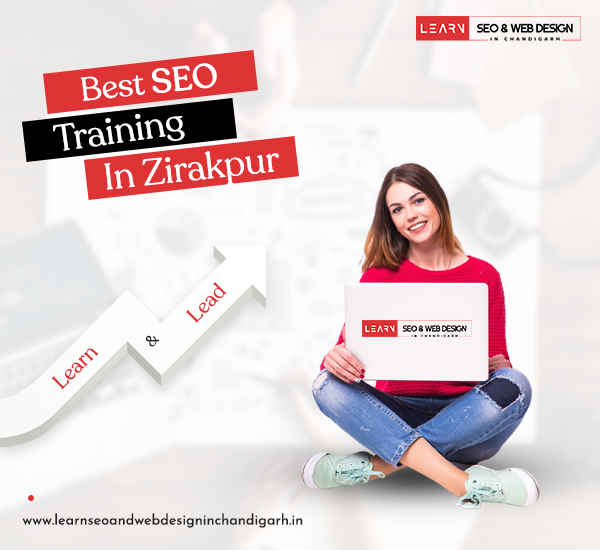 LEARN SEO & WEB DESIGN
IN CHANDIGARH
Best SEO
Training
In Zirakpur
Learn & Lead
LEARN SEO & WEB DESIGN
IN CHANDIGARH
www.learnseoandwebdesigninchandigarh.in